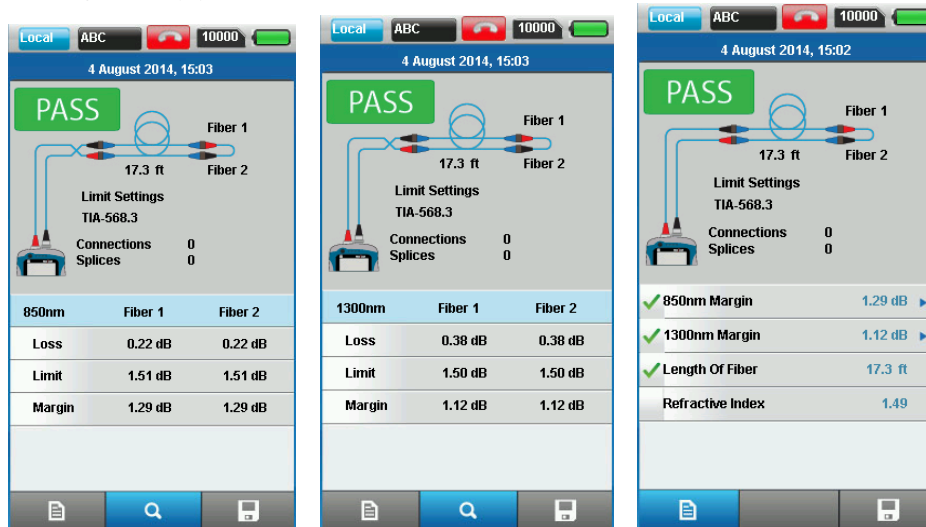 Local ABC 10000
4 August 2014, 15:03
PASS
Fiber 1
17.3 ft Fiber 2
Limit Settings
TIA-568.3
Connections 0
Splices 0
850nm Fiber 1 Fiber 2
Loss 0.22 dB 0.22 dB
Limit 1.51 dB 1.51 dB
Margin 1.29 dB 1.29 dB
Local ABC 10000
4 August 2014, 15:03
PASS
Fiber 1
17.3 ft Fiber 2
Limit Settings
TIA-568.3
Connections 0
Splices 0
1300nm Fiber 1 Fiber 2
Loss 0.38 dB 0.38 dB
Limit 1.50 dB 1.50 dB
Margin 1.12 dB 1.12 dB
Local ABC 10000
4 August 2014, 15:02
PASS
Fiber 1
17.3 ft Fiber 2
Limit Settings
TIA-568.3
Connections 0
Splices 0
850nm Margin 1.29 dB
1300nm Margin 1.12 dB
Length Of Fiber 17.3 ft
Refractive Index 1.49